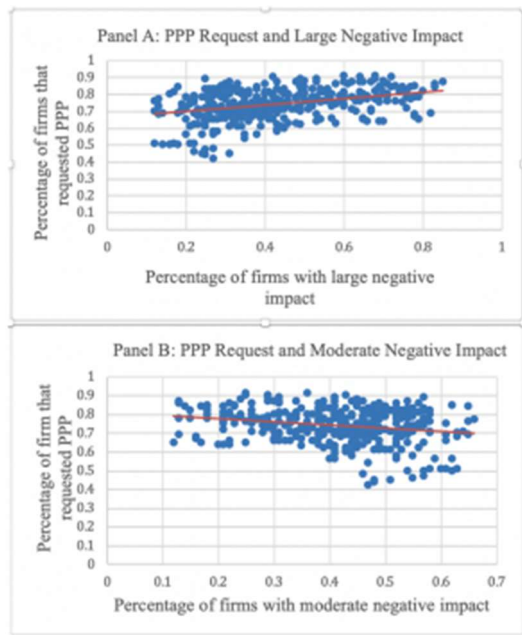 Panel A: PPP Request and Large Negative Impact
Percentage of firms that
requested PPP
1
0.9
0.8
0.7
0.6
0.5
0.4
0.3
0.2
0.1
0
0 0.2 0.4 0.6 0.8 1
Percentage of firms with large negative
impact
Panel B: PPP Request and Moderate Negative Impact
Percentage of firm that
requested PPP
1
0.9
0.8
0.7
0.6
0.5
0.4
0.3
0.2
0.1
0
0 0.1 0.2 0.3 0.4 0.5 0.6 0.7
Percentage of firms with moderate negative impact